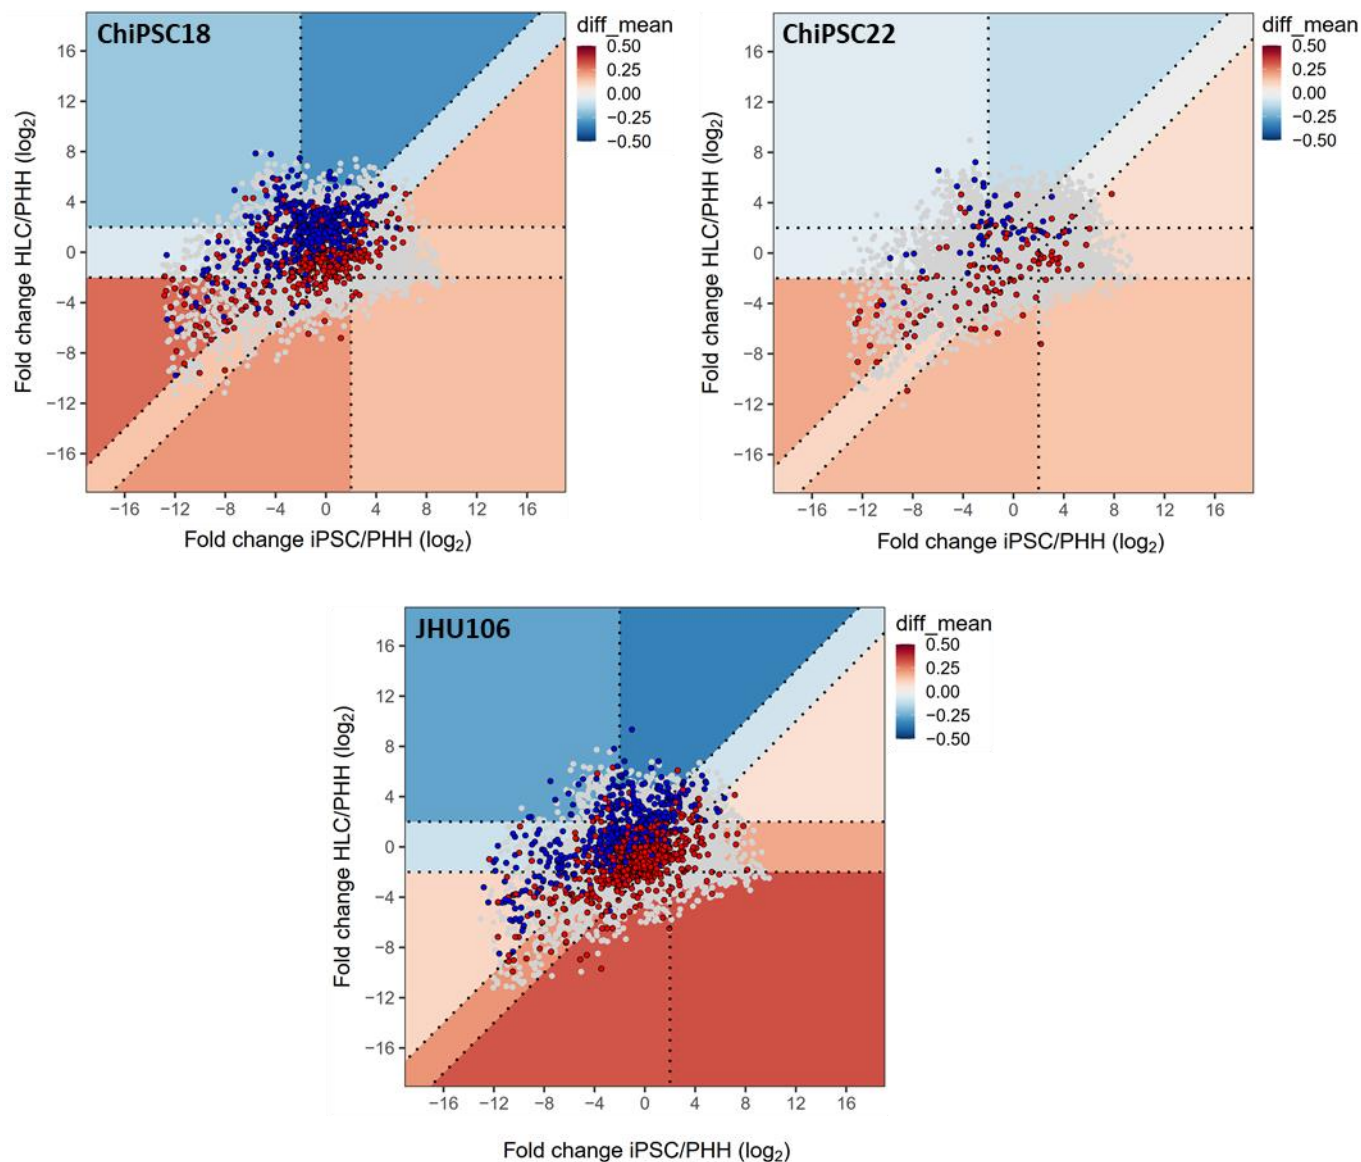 ChiPSC18
diff_mean
0.50
0.25
0.00
−0.25
−0.50
16
12
8
4
0
−4
−8
−12
−16
Fold change HLC/PHH (log2)
−16 −12 −8 −4 0 4 8 12 16
Fold change iPSC/PHH (log2)
ChiPSC22
diff_mean
0.50
0.25
0.00
−0.25
−0.50
16
12
8
4
0
−4
−8
−12
−16
Fold change HLC/PHH (log2)
−16 −12 −8 −4 0 4 8 12 16
Fold change iPSC/PHH (log2)
JHU106
diff_mean
0.50
0.25
0.00
−0.25
−0.50
16
12
8
4
0
−4
−8
−12
−16
Fold change HLC/PHH (log2)
−16 −12 −8 −4 0 4 8 12 16
Fold change iPSC/PHH (log2)